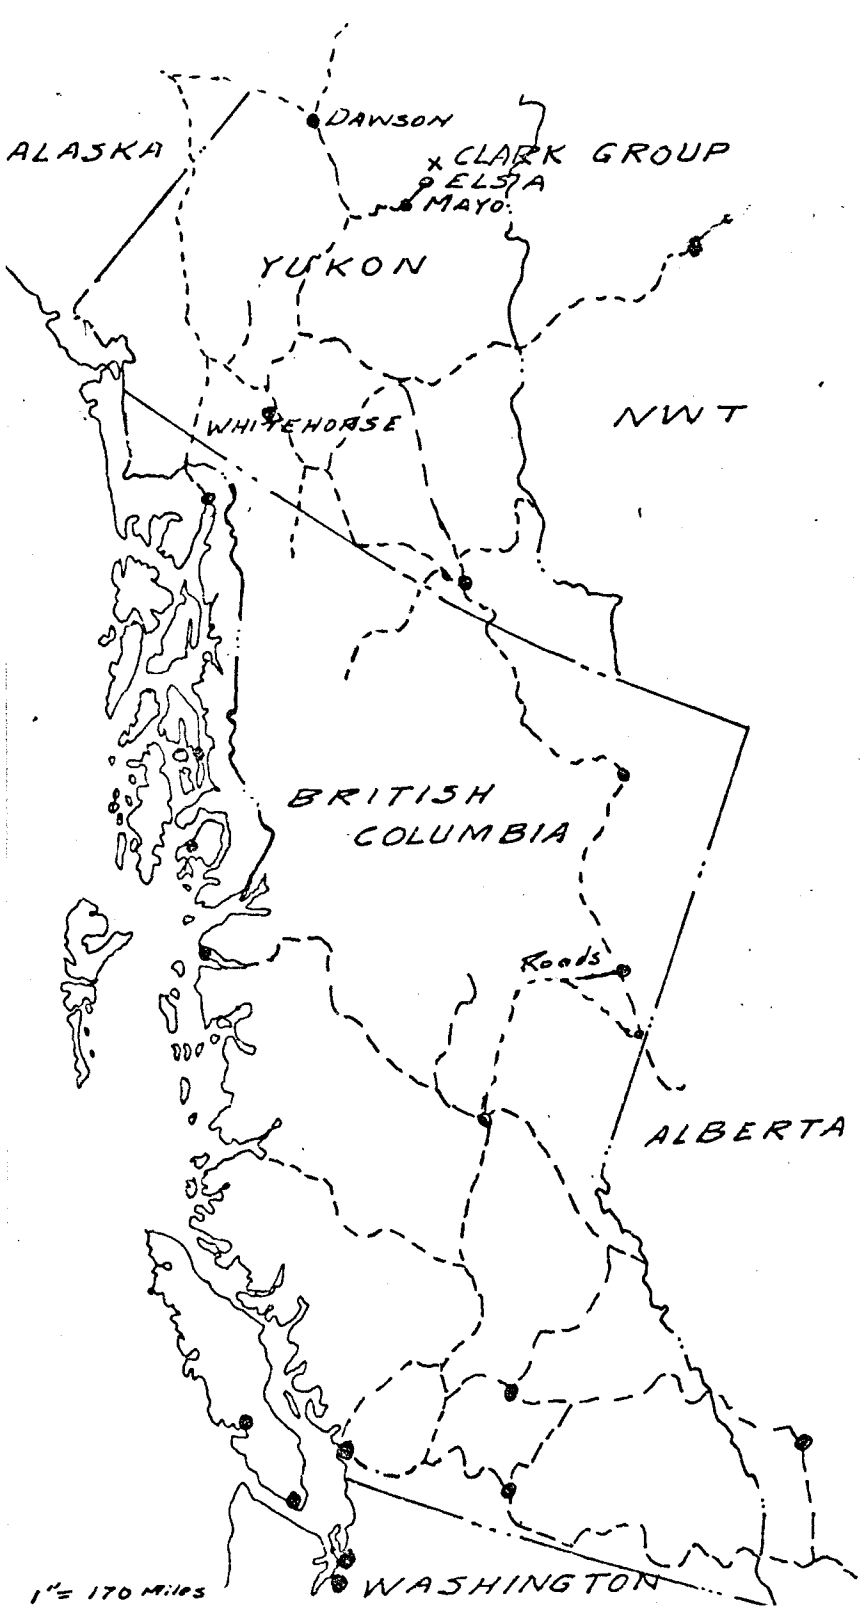 DAWSON
ALASKA
x CLARK GROUP
ELSA
MAYO
YUKON
NWT
WHITEHORSE
BRITISH
COLUMBIA
Roads
ALBERTA
1"= 170 Miles
WASHINGTON